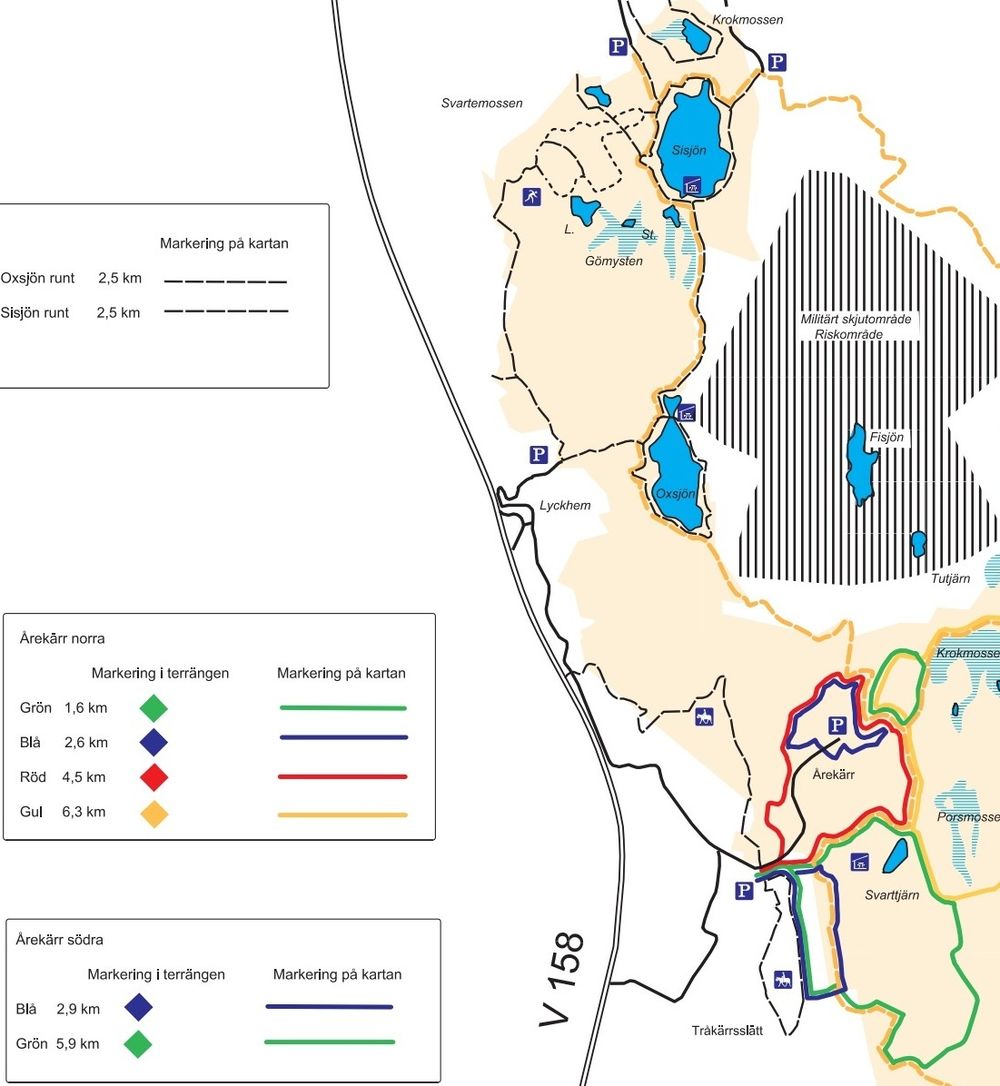 Krokmossen
P
P
Svartemossen
Sisjön
L.
St.
Gömysten
Markering på kartan
Oxsjön runt 2,5 km
Sisjön runt 2,5 km
Militärt skjutområde
Riskområde
Fisjön
P
Oxsjön
Lyckhem
Tutjärn
Årekärr norra
Markering i terrängen Markering på kartan
Grön 1,6 km
Blå 2,6 km
Röd 4,5 km
Gul 6,3 km
Krokmosse
P
Årekärr
Porsmosse
P
Svarttjärn
Årekärr södra
Markering i terrängen Markering på kartan
Blå 2,9 km
Grön 5,9 km
V 158
Tråkärrsslätt